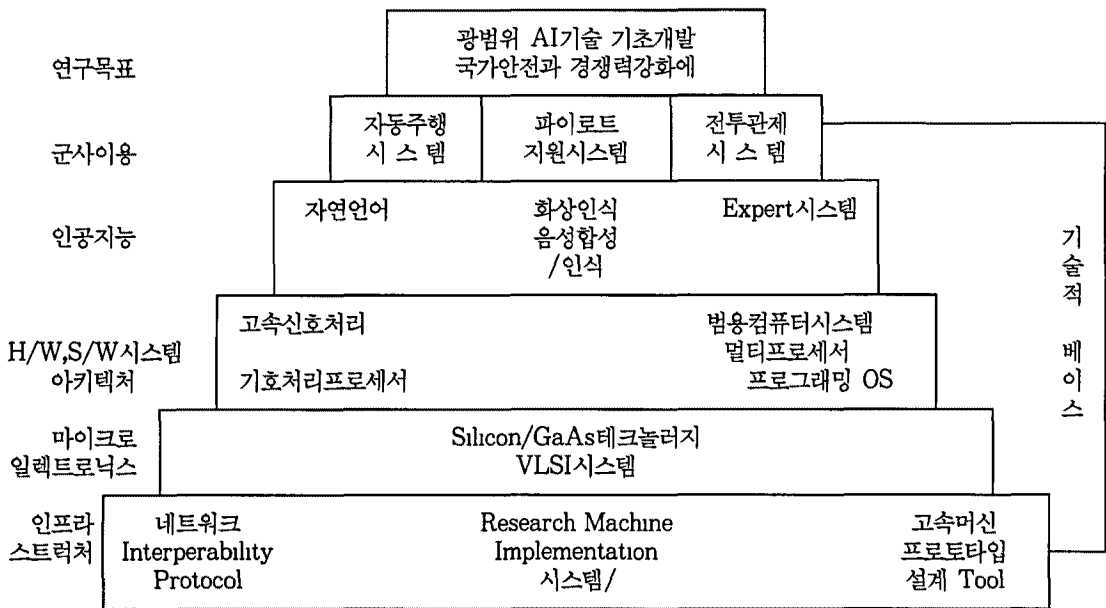 광범위 AI기술 기초개발
연구목표
국가안전과 경쟁력강화에
자동주행 파이로트 전투관제
군사이용
시 스 템 지원시스템 시 스 템
자연언어 화상인식 Expert시스템
인공지능
음성합성
/인식
기술적 베이스
고속신호처리 범용컴퓨터시스템
H/W,S/W시스템
멀티프로세서
아키텍처
기호처리프로세서 프로그래밍 OS
마이크로 Silicon/GaAs테크놀러지
일렉트로닉스 VLSI시스템
인프라 네트워크 Research Machine 고속머신
스트럭처 Interperability Implementation 프로토타입
Protocol 시스템/ 설계 Tool